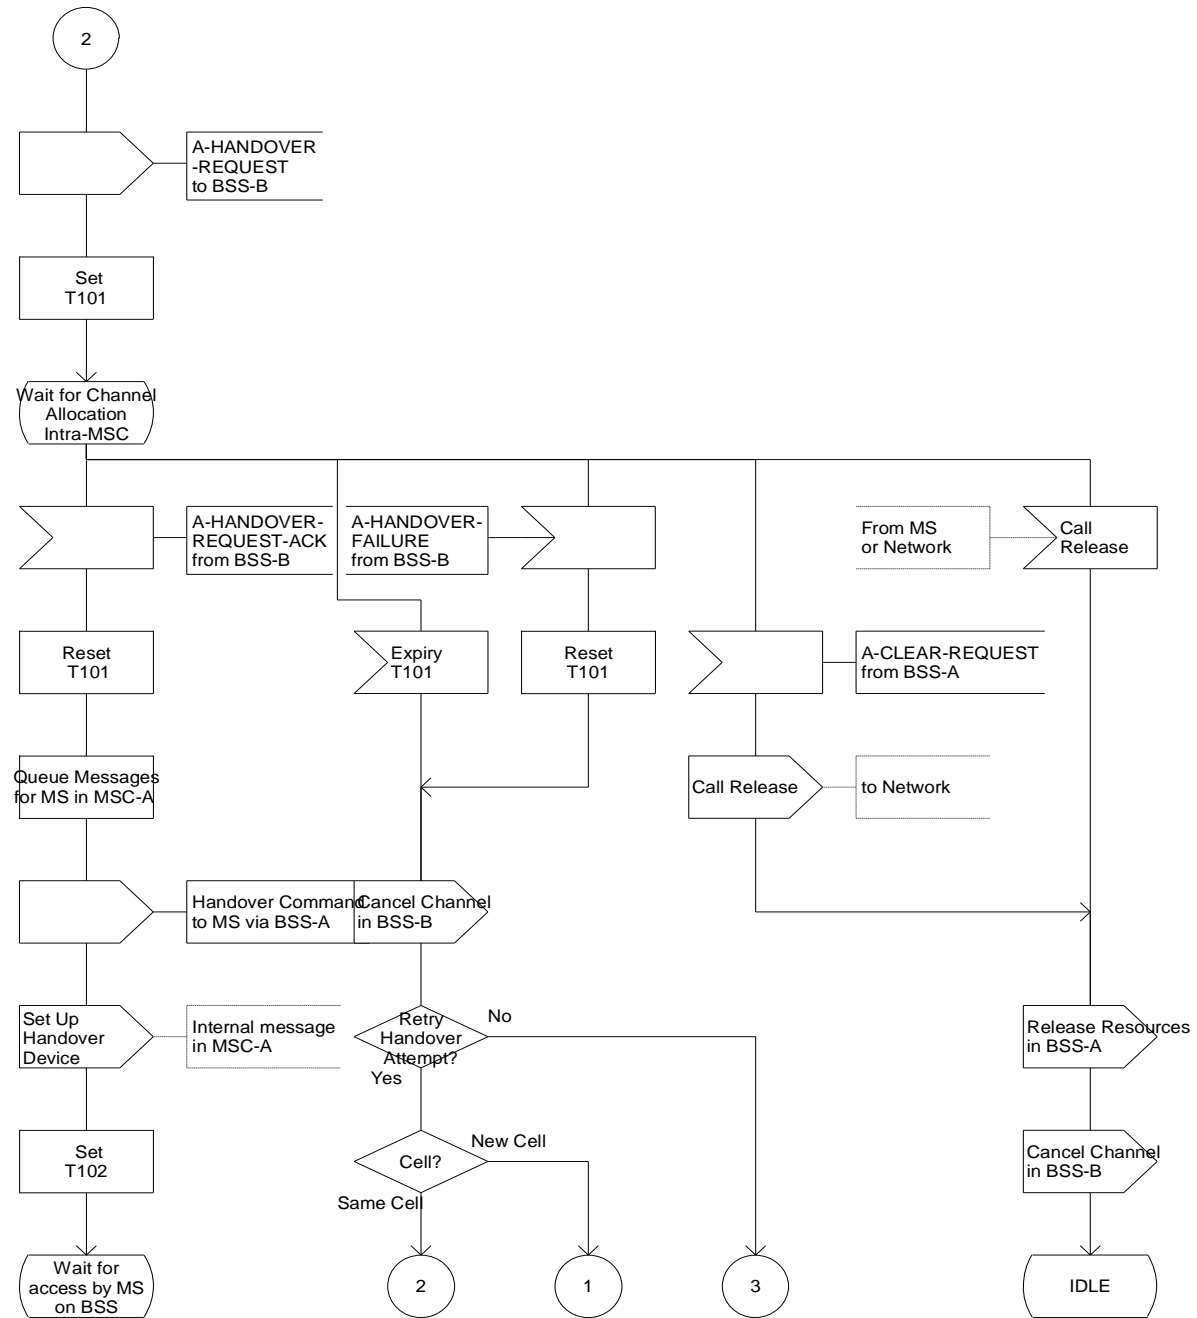 2
A-HANDOVER
-REQUEST
to BSS-B
Set
T101
Wait for Channel
Allocation
Intra-MSC
A-HANDOVER-
REQUEST-ACK
from BSS-B
A-HANDOVER-
FAILURE
from BSS-B
From MS
or Network
Call
Release
Reset
T101
Expiry
T101
Reset
T101
A-CLEAR-REQUEST
from BSS-A
Queue Messages
for MS in MSC-A
Call Release
to Network
Handover Command
to MS via BSS-A
Cancel Channel
in BSS-B
Set Up
Handover
Device
Internal message
in MSC-A
Retry
Handover
Attempt?
No
Yes
Release Resources
in BSS-A
Set
T102
Cell?
New Cell
Same Cell
Cancel Channel
in BSS-B
Wait for
access by MS
on BSS
2
1
3
IDLE